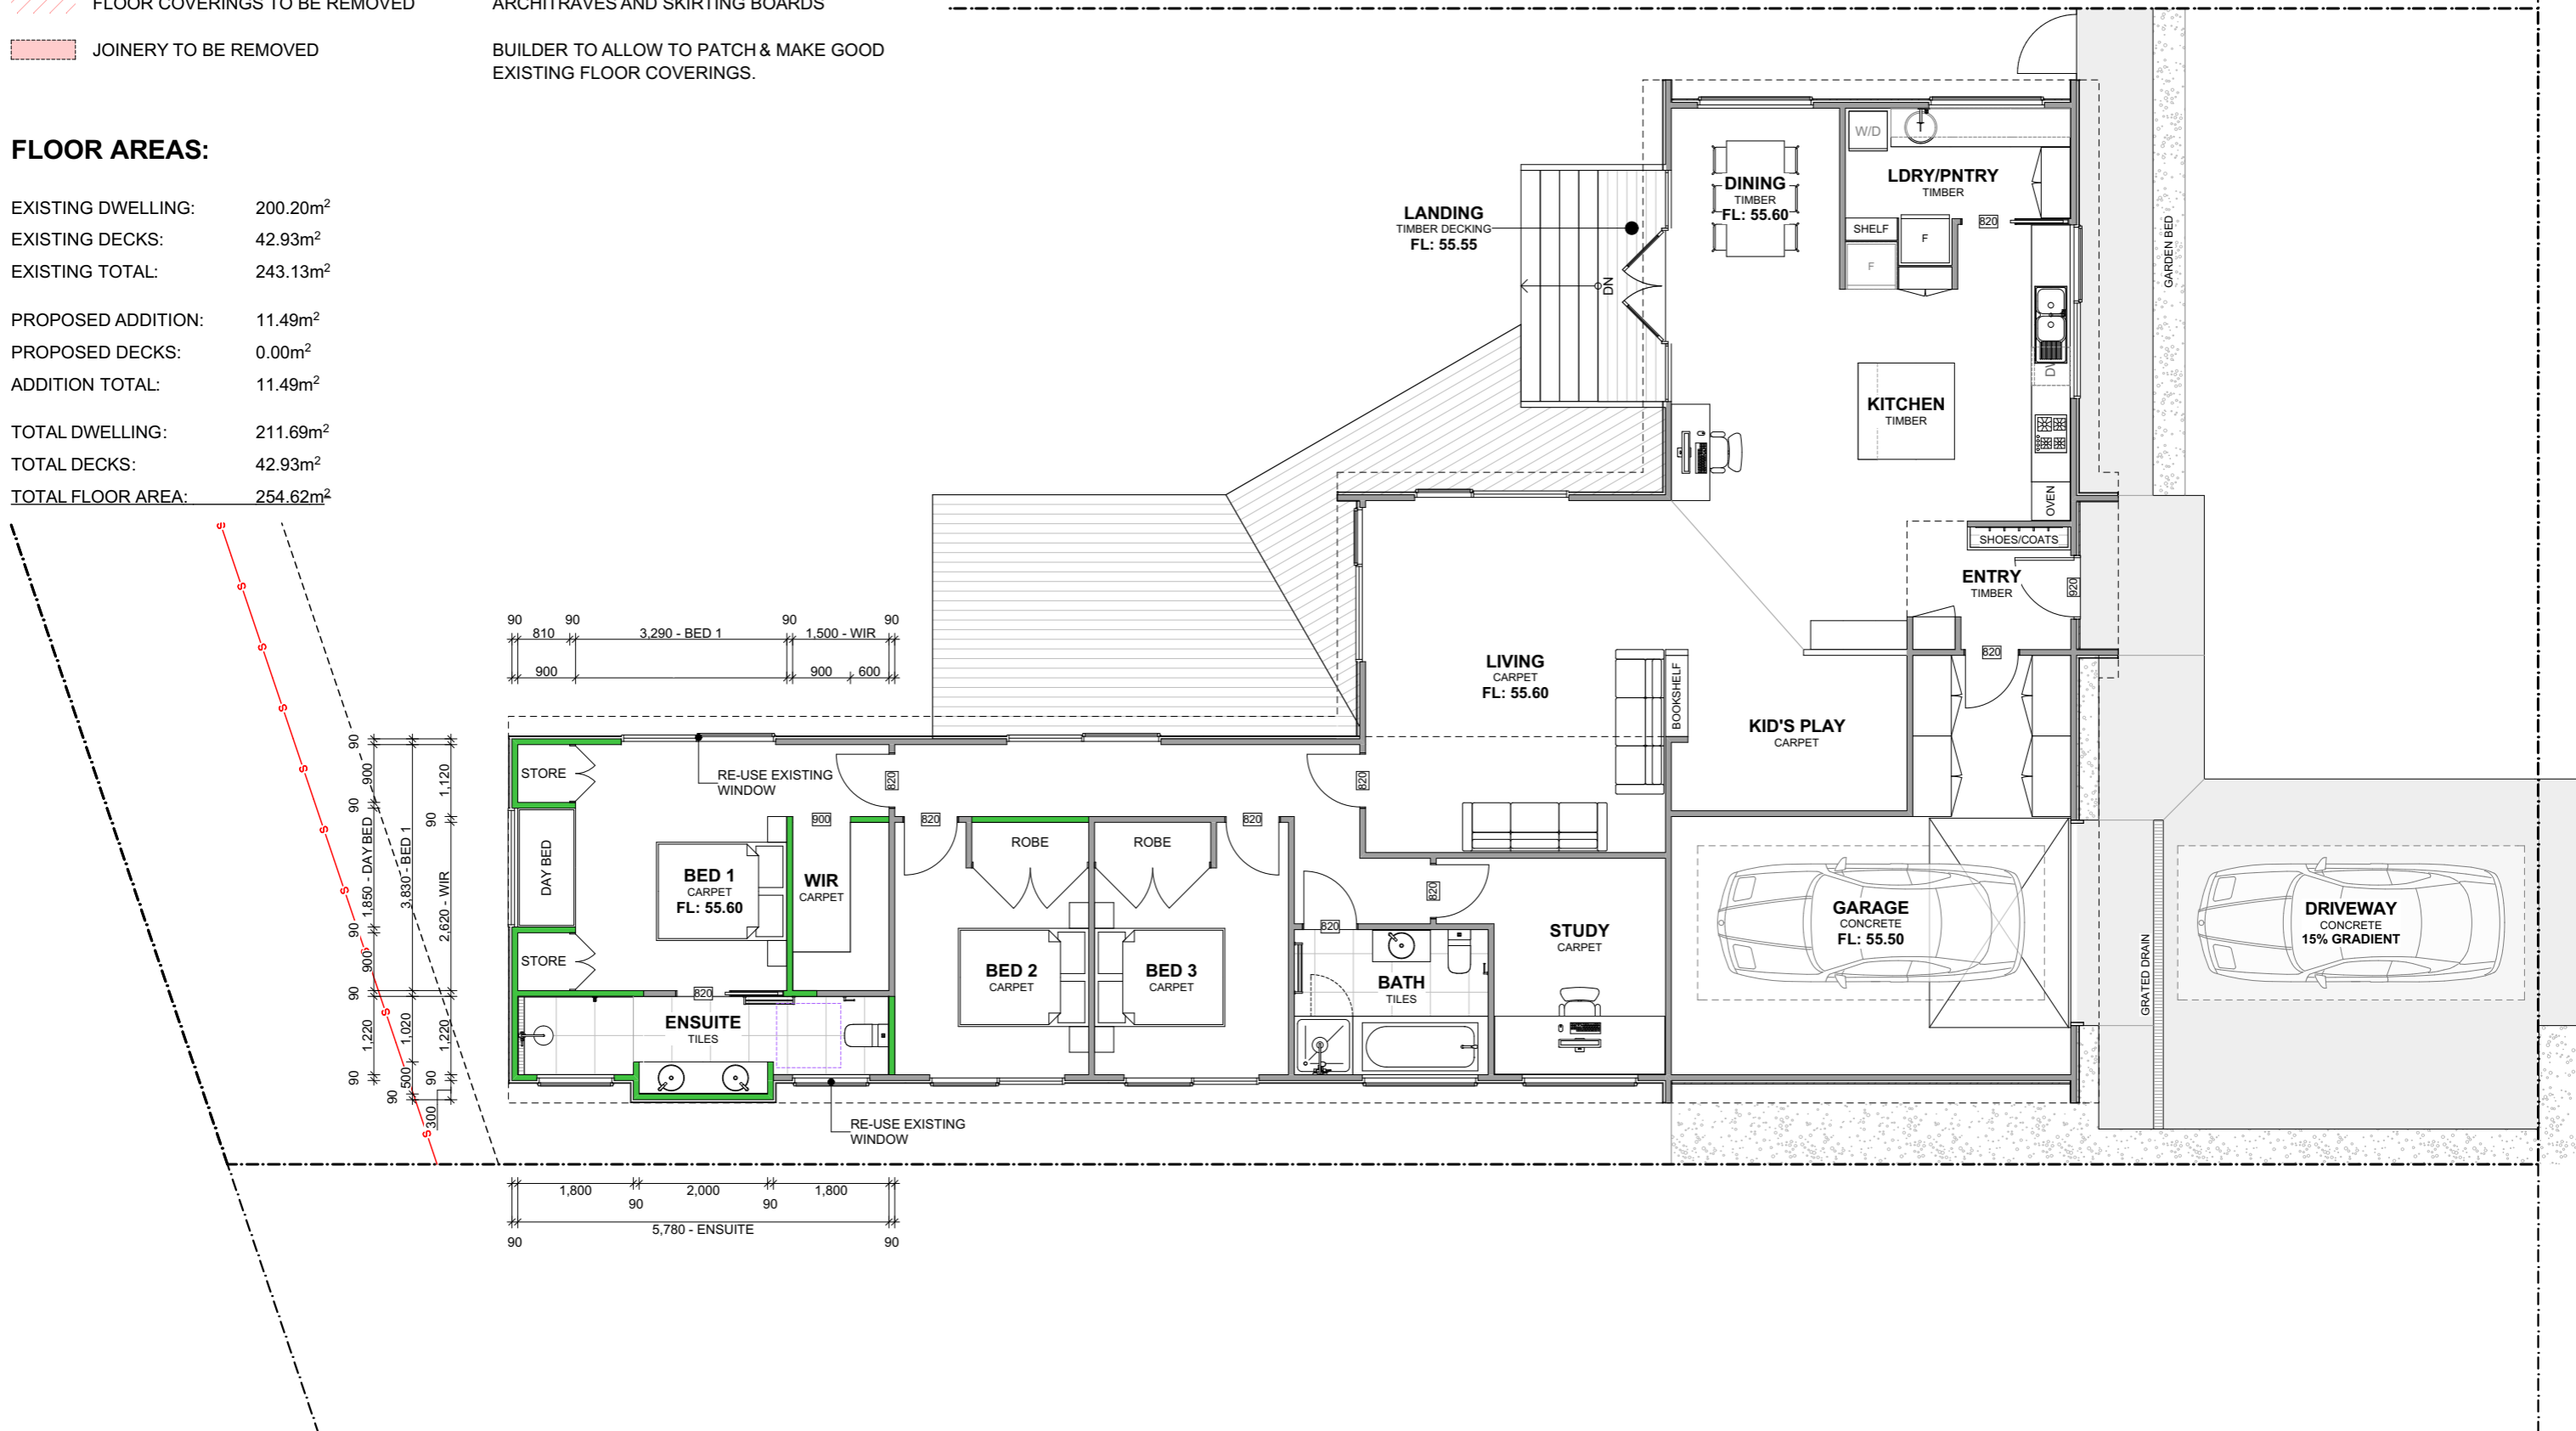 FLOOR COVERINGS TO BE REMOVED
ARCHITRAVES AND SKIRTING BOARDS
JOINERY TO BE REMOVED
BUILDER TO ALLOW TO PATCH & MAKE GOOD
EXISTING FLOOR COVERINGS.
FLOOR AREAS:
EXISTING DWELLING: 200.20m²
EXISTING DECKS: 42.93m²
EXISTING TOTAL: 243.13m²
PROPOSED ADDITION: 11.49m²
PROPOSED DECKS: 0.00m²
ADDITION TOTAL: 11.49m²
TOTAL DWELLING: 211.69m²
TOTAL DECKS: 42.93m²
TOTAL FLOOR AREA: 254.62m²
LANDING
TIMBER DECKING
FL: 55.55
DN
DINING
TIMBER
FL: 55.60
W/D
LDRY/PNTRY
TIMBER
820
SHELF
F
F
GARDEN BED
KITCHEN
TIMBER
OVEN
SHOES/COATS
ENTRY
TIMBER
920
820
LIVING
CARPET
FL: 55.60
BOOKSHELF
KID'S PLAY
CARPET
S
S
S
S
S
S
S
S
S
S
90 90 90 90
810 3,290 - BED 1 1,500 - WIR
900 900 600
90
900
90
1,850 - DAY BED
90
900
90
1,220
90
3,830 - BED 1
1,020
500
90
1,120
90
2,620 - WIR
1,220
90
300
STORE
RE-USE EXISTING
WINDOW
820
820
900
820
820
DAY BED
BED 1
CARPET
FL: 55.60
WIR
CARPET
ROBE
ROBE
STORE
820
ENSUITE
TILES
BED 2
CARPET
BED 3
CARPET
820
820
BATH
TILES
STUDY
CARPET
GARAGE
CONCRETE
FL: 55.50
GRATED DRAIN
DRIVEWAY
CONCRETE
15% GRADIENT
RE-USE EXISTING
WINDOW
1,800 2,000 1,800
90 90
5,780 - ENSUITE
90 90